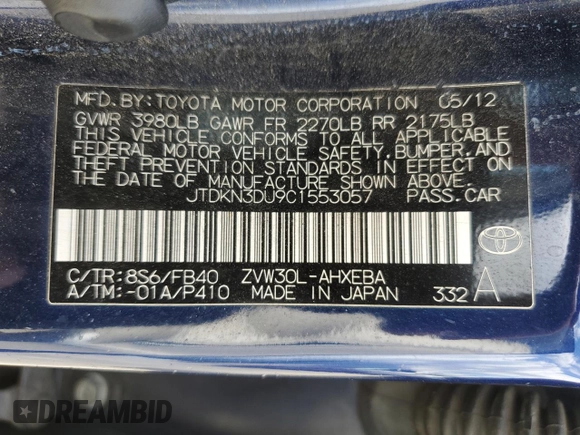 MFD. BY: TOYOTA MOTOR CORPORATION 05/12
GVWR 3980LB GAWR FR 2270LB RR 2175LB
THIS VEHICLE CONFORMS TO ALL APPLICABLE
FEDERAL MOTOR VEHICLE SAFETY, BUMPER, AND
THEFT PREVENTION STANDARDS IN EFFECT ON
THE DATE OF MANUFACTURE SHOWN ABOVE.
JTDKN3DU9C1553057 PASS. CAR
TOYOTA
C/TR: 8S6/FB40 ZVW30L-AHXEBA
A/TM: -01A/P410 MADE IN JAPAN 332 A
DREAMBID